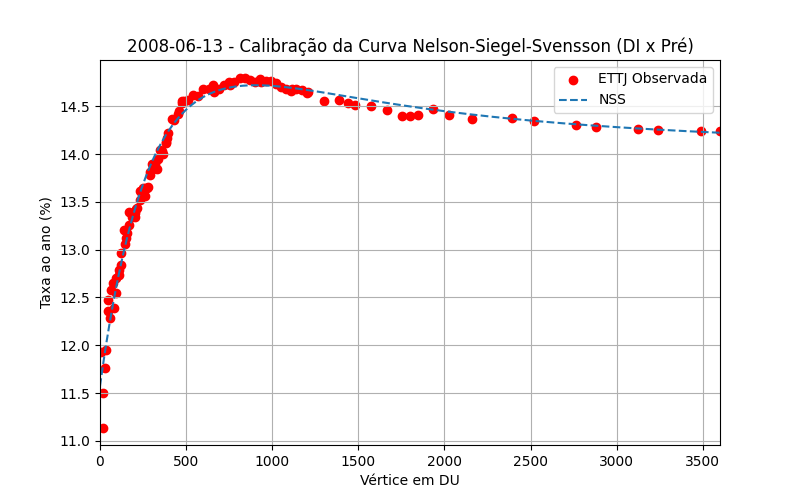 2008-06-13 - Calibração da Curva Nelson-Siegel-Svensson (DI x Pré)
ETTJ Observada
NSS
Taxa ao ano (%)
14.5
14.0
13.5
13.0
12.5
12.0
11.5
11.0
0 500 1000 1500 2000 2500 3000 3500
Vértice em DU